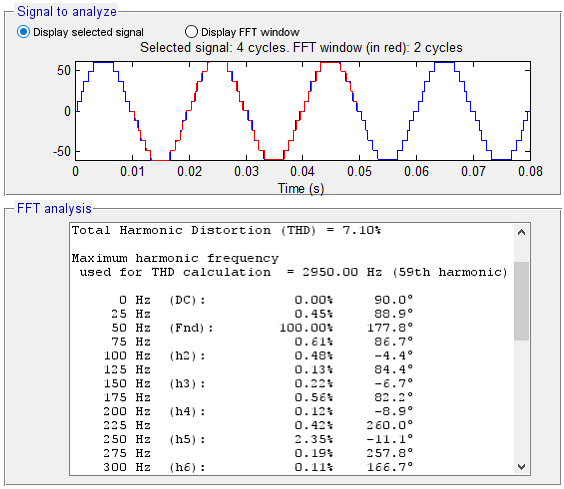 Signal to analyze
Display selected signal Display FFT window
Selected signal: 4 cycles. FFT window (in red): 2 cycles
50
0
-50
0 0.01 0.02 0.03 0.04 0.05 0.06 0.07 0.08
Time (s)
FFT analysis
Total Harmonic Distortion (THD) = 7.10%
Maximum harmonic frequency
used for THD calculation = 2950.00 Hz (59th harmonic)
0 Hz (DC): 0.00% 90.0°
25 Hz 0.45% 88.9°
50 Hz (Fnd): 100.00% 177.8°
75 Hz 0.61% 86.7°
100 Hz (h2): 0.48% -4.4°
125 Hz 0.13% 84.4°
150 Hz (h3): 0.22% -6.7°
175 Hz 0.56% 82.2°
200 Hz (h4): 0.12% -8.9°
225 Hz 0.42% 260.0°
250 Hz (h5): 2.35% -11.1°
275 Hz 0.19% 257.8°
300 Hz (h6): 0.11% 166.7°